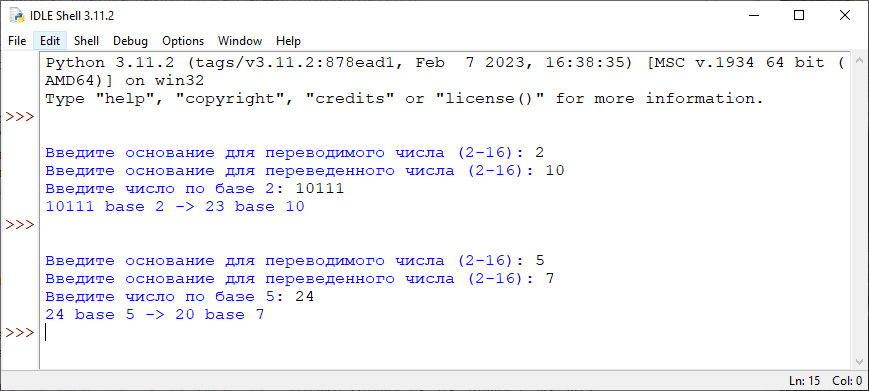 IDLE Shell 3.11.2
File Edit Shell Debug Options Window Help
Python 3.11.2 (tags/v3.11.2:878ead1, Feb  7 2023, 16:38:35) [MSC v.1934 64 bit (
AMD64)] on win32
Type "help", "copyright", "credits" or "license()" for more information.
>>>
Введите основание для переводимого числа (2-16): 2
Введите основание для переведенного числа (2-16): 10
Введите число по базе 2: 10111
10111 base 2 -> 23 base 10
>>>
Введите основание для переводимого числа (2-16): 5
Введите основание для переведенного числа (2-16): 7
Введите число по базе 5: 24
24 base 5 -> 20 base 7
>>>
Ln: 15 Col: 0